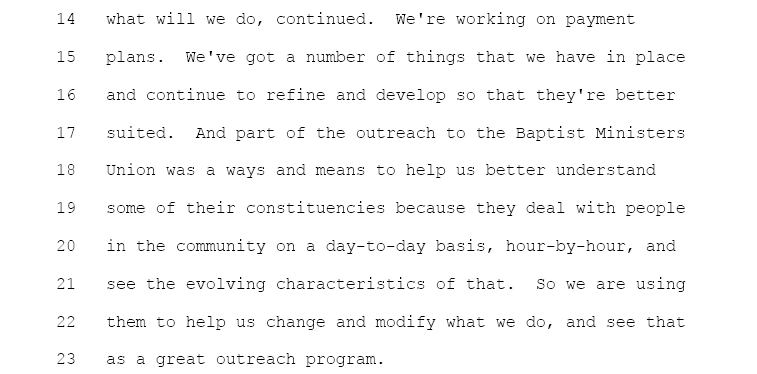 14 what will we do, continued. We're working on payment
15 plans. We've got a number of things that we have in place
16 and continue to refine and develop so that they're better
17 suited. And part of the outreach to the Baptist Ministers
18 Union was a ways and means to help us better understand
19 some of their constituencies because they deal with people
20 in the community on a day-to-day basis, hour-by-hour, and
21 see the evolving characteristics of that. So we are using
22 them to help us change and modify what we do, and see that
23 as a great outreach program.